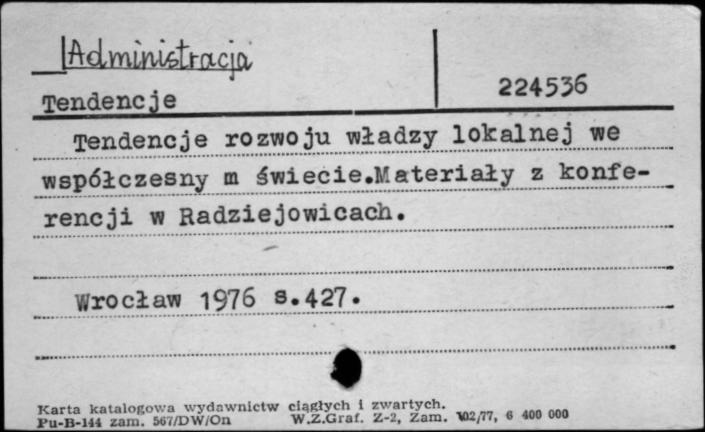 Administracja
224536
Tendencje
Tendencje rozwoju władzy lokalnej we
współczesny m świecie.Materiały z konfe-
rencji w Radziejowicach.
Wrocław 1976 s.427.
Karta katalogowa wydawnictw ciągłych i zwartych.
Pu-B-144 zam. 567/DW/On W.Z.Graf. Z-2, Zam. 102/77, 6 400 000